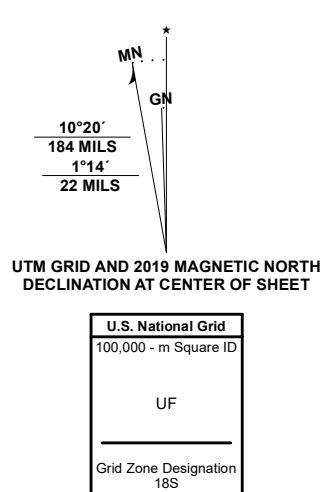 ★
MN
GN
10°20´
184 MILS
1°14´
22 MILS
UTM GRID AND 2019 MAGNETIC NORTH
DECLINATION AT CENTER OF SHEET
U.S. National Grid
100,000 - m Square ID
UF
Grid Zone Designation
18S